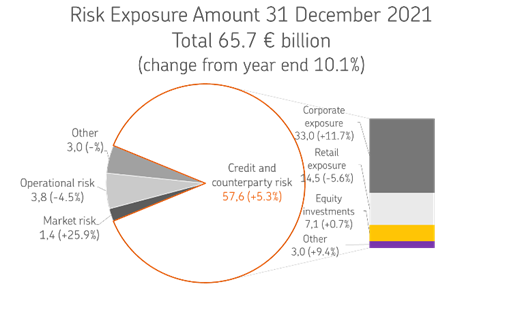 Risk Exposure Amount 31 December 2021
Total 65.7 € billion
(change from year end 10.1%)
Other
3,0 (-%)
Operational risk
3,8 (-4.5%)
Market risk
1,4 (+25.9%)
Credit and
counterparty risk
57,6 (+5.3%)
Corporate
exposure
33,0 (+11.7%)
Retail
exposure
14,5 (-5.6%)
Equity
investments
7,1 (+0.7%)
Other
3,0 (+9.4%)